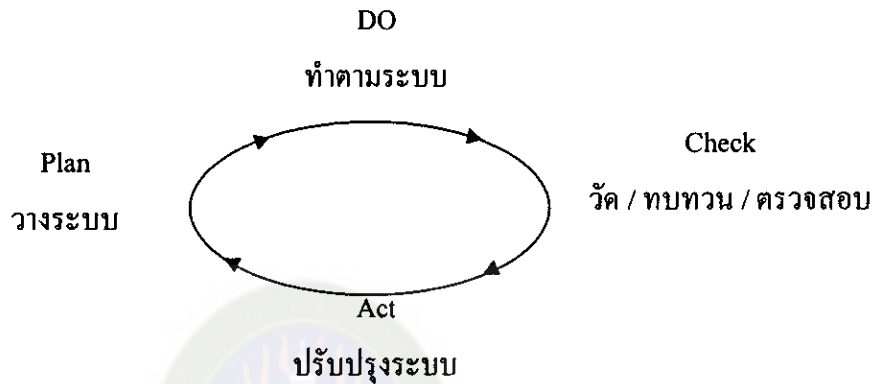 DO
ทำตามระบบ
Plan
วางระบบ
Check
วัด / ทบทวน / ตรวจสอบ
Act
ปรับปรุงระบบ